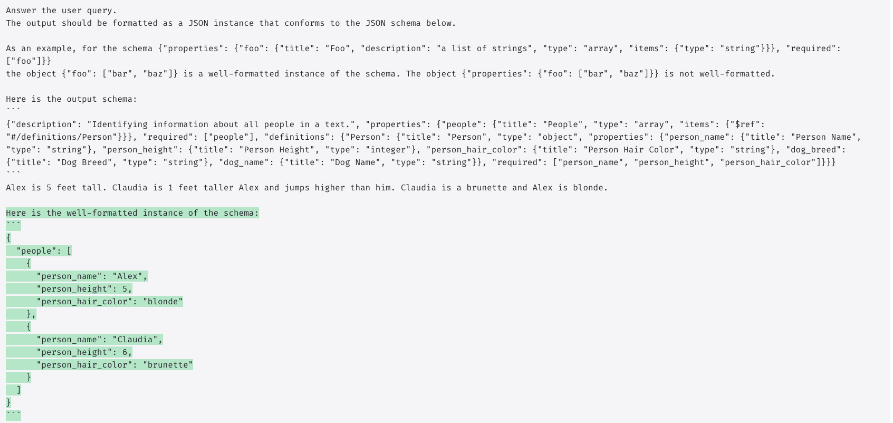 Answer the user query.
The output should be formatted as a JSON instance that conforms to the JSON schema below.
As an example, for the schema {"properties": {"foo": {"title": "Foo", "description": "a list of strings", "type": "array", "items": {"type": "string"}}}, "required":
["foo"]}}
the object {"foo": ["bar", "baz"]} is a well-formatted instance of the schema. The object {"properties": {"foo": ["bar", "baz"]}} is not well-formatted.
Here is the output schema:
```
{"description": "Identifying information about all people in a text.", "properties": {"people": {"title": "People", "type": "array", "items": {"$ref":
"#/definitions/Person"}}}, "required": ["people"], "definitions": {"Person": {"title": "Person", "type": "object", "properties": {"person_name": {"title": "Person Name",
"type": "string"}, "person_height": {"title": "Person Height", "type": "integer"}, "person_hair_color": {"title": "Person Hair Color", "type": "string"}, "dog_breed":
{"title": "Dog Breed", "type": "string"}, "dog_name": {"title": "Dog Name", "type": "string"}}, "required": ["person_name", "person_height", "person_hair_color"]}}}
```
Alex is 5 feet tall. Claudia is 1 feet taller Alex and jumps higher than him. Claudia is a brunette and Alex is blonde.
Here is the well-formatted instance of the schema:
```
{
  "people": [
    {
      "person_name": "Alex",
      "person_height": 5,
      "person_hair_color": "blonde"
    },
    {
      "person_name": "Claudia",
      "person_height": 6,
      "person_hair_color": "brunette"
    }
  ]
}
```